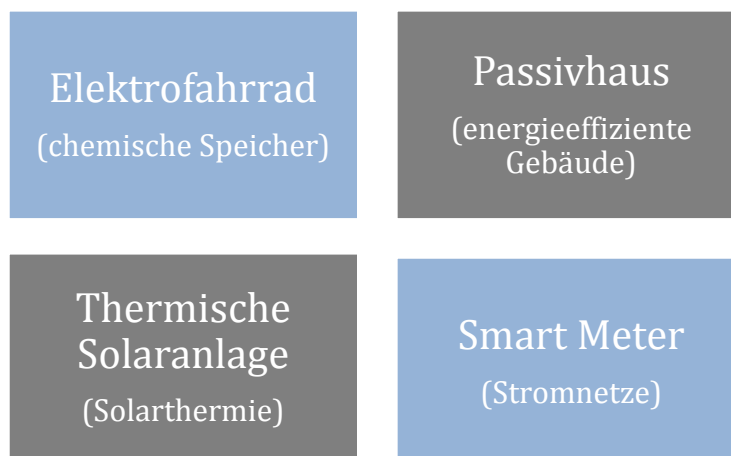 Elektrofahrrad
(chemische Speicher)
Passivhaus
(energieeffiziente
Gebäude)
Thermische
Solaranlage
(Solarthermie)
Smart Meter
(Stromnetze)